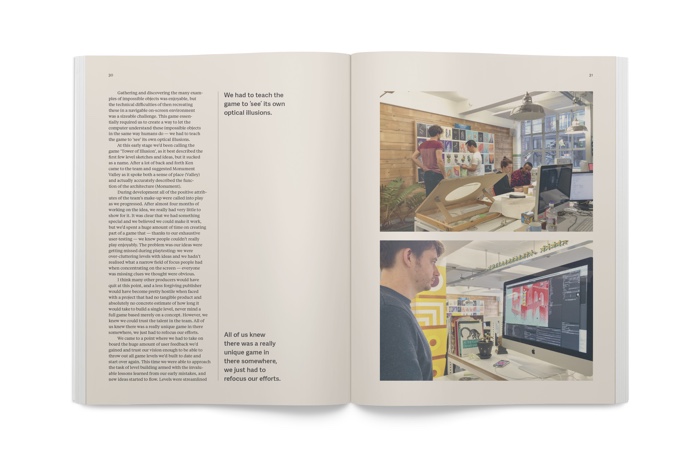 Gathering and discovering the many exam-
ples of impossible objects was enjoyable, but
the technical difficulties of then recreating
these in a navigable on-screen environment
was a sizeable challenge. This game essen-
tially required us to create a way to let the
computer understand these impossible objects
in the same way humans do — we had to teach
the game to 'see' its own optical illusions.
At this early stage we'd been calling the
game 'Tower of Illusion', as it best described the
first few level sketches and ideas, but it sucked
as a name. After a lot of back and forth Ken
came to the team and suggested Monument
Valley as it spoke both a sense of place (Valley)
and actually accurately described the func-
tion of the architecture (Monument).
During development all of the positive attrib-
utes of the team's make-up were called into play
as we progressed. After almost four months of
working on the idea, we really had very little to
show for it. It was clear that we had something
special and we believed we could make it work,
but we'd spent a huge amount of time on creating
part of a game that — thanks to our exhaustive
user-testing — we knew people couldn't really
play enjoyably. The problem was our ideas were
getting missed during playtesting: we were
over-cluttering levels with ideas and we hadn't
realised what a narrow field of focus people had
when concentrating on the screen — everyone
was missing clues we thought were obvious.
I think many other producers would have
quit at this point, and a less forgiving publisher
would have become pretty hostile when faced
with a project that had no tangible product and
absolutely no concrete estimate of how long it
would take to build a single level, never mind a
full game based merely on a concept. However, we
knew we could trust the talent in the team. All of
us knew there was a really unique game in there
somewhere, we just had to refocus our efforts.
We came to a point where we had to take on
board the huge amount of user feedback we'd
gained and trust our vision enough to be able to
throw out all game levels we'd built to date and
start over again. This time we were able to approach
the task of level building armed with the invalu-
able lessons learned from our early mistakes, and
new ideas started to flow. Levels were streamlined
We had to teach the
game to 'see' its own
optical illusions.
All of us knew
there was a really
unique game in
there somewhere,
we just had to
refocus our efforts.